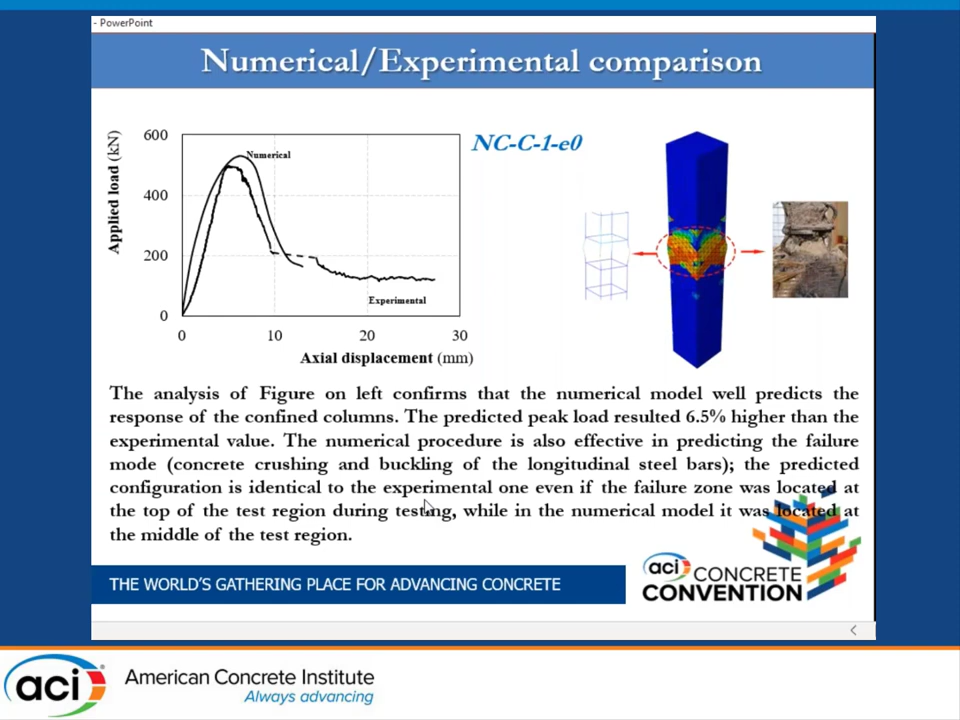 - PowerPoint
Numerical/Experimental comparison
NC-C-1-e0
Applied load (kN)
600
400
200
0
Numerical
Experimental
0 10 20 30
Axial displacement (mm)
The analysis of Figure on left confirms that the numerical model well predicts the
response of the confined columns. The predicted peak load resulted 6.5% higher than the
experimental value. The numerical procedure is also effective in predicting the failure
mode (concrete crushing and buckling of the longitudinal steel bars); the predicted
configuration is identical to the experimental one even if the failure zone was located at
the top of the test region during testing, while in the numerical model it was located at
the middle of the test region.
THE WORLD'S GATHERING PLACE FOR ADVANCING CONCRETE
aci CONCRETE
CONVENTION
aci
American Concrete Institute
Always advancing